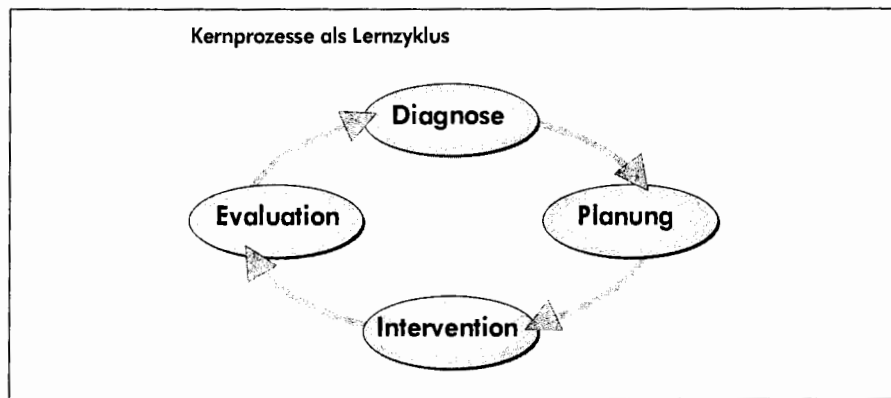 Kernprozesse als Lernzyklus
Diagnose
Evaluation
Planung
Intervention